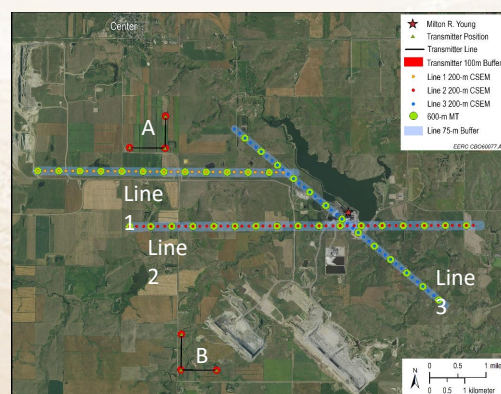 Center
Milton R. Young
Transmitter Position
Transmitter Line
Transmitter 100m Buffer
Line 1 200-m CSEM
Line 2 200-m CSEM
Line 3 200-m CSEM
600-m MT
Line 75-m Buffer
EERC CBO60077.A
A
Line
1
Line
2
Line
3
B
N
0 0.5 1 mile
0 0.5 1 kilometer